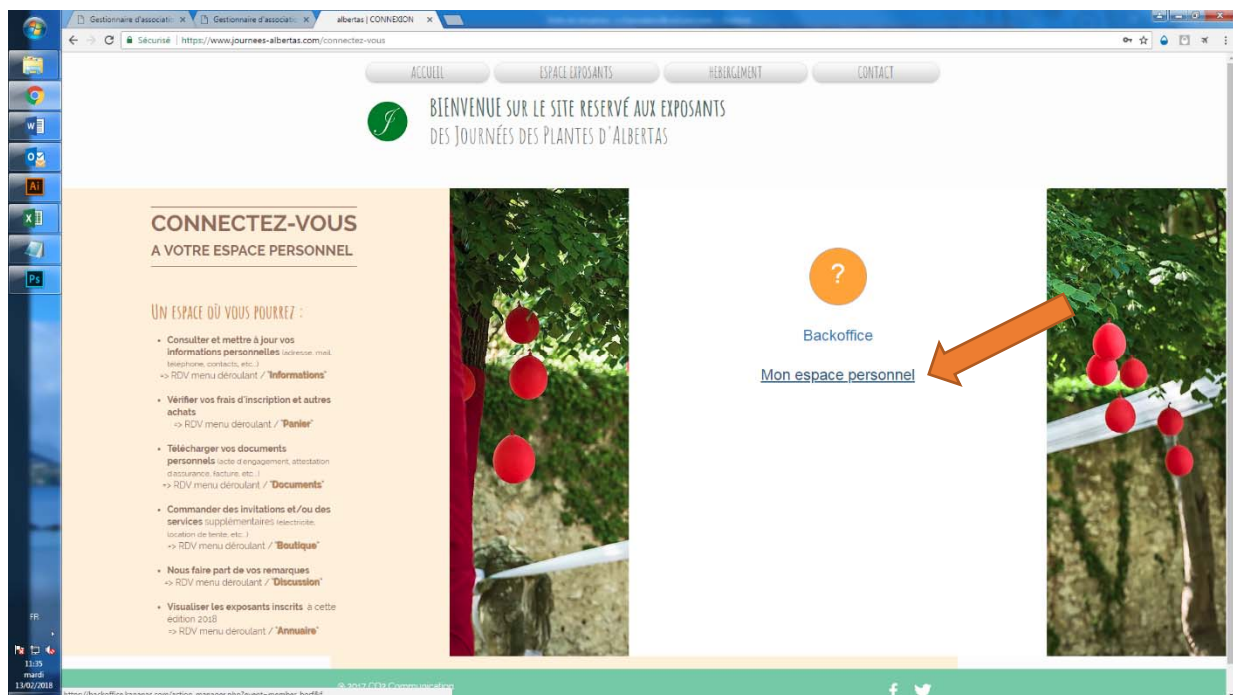 Gestionnaire d'associatio
Gestionnaire d'associatio
albertas | CONNEXION
Sécurisé | https://www.journees-albertas.com/connectez-vous
ACCUEIL
ESPACE EXPOSANTS
HEBERGEMENT
CONTACT
J
BIENVENUE SUR LE SITE RESERVÉ AUX EXPOSANTS
DES JOURNÉES DES PLANTES D'ALBERTAS
CONNECTEZ-VOUS
A VOTRE ESPACE PERSONNEL
UN ESPACE OÙ VOUS POURREZ :
• Consulter et mettre à jour vos
informations personnelles (adresse mail,
téléphone, contacts, etc...)
=> RDV menu déroulant / "Informations"
• Vérifier vos frais d'inscription et autres
achats
=> RDV menu déroulant / "Panier"
• Télécharger vos documents
personnels (acte d'engagement, attestation
d'assurance, facture, etc...)
=> RDV menu déroulant / "Documents"
• Commander des invitations et/ou des
services supplémentaires (électricité,
location de tente, etc...)
=> RDV menu déroulant / "Boutique"
• Nous faire part de vos remarques
=> RDV menu déroulant / "Discussion"
• Visualiser les exposants inscrits à cette
édition 2018
=> RDV menu déroulant / "Annuaire"
?
Backoffice
Mon espace personnel
W
Ai
X
Ps
FR
11:35
mardi
13/02/2018